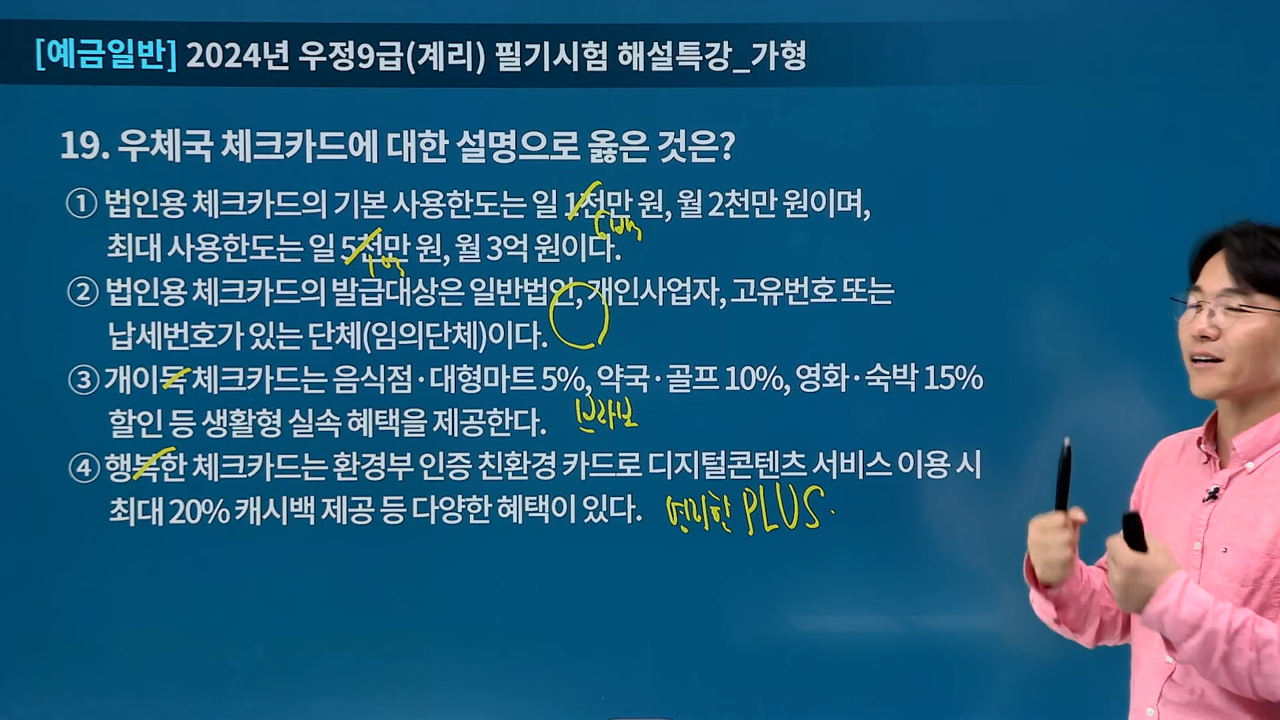 [예금일반] 2024년 우정9급(계리) 필기시험 해설특강_가형
19. 우체국 체크카드에 대한 설명으로 옳은 것은?
① 법인용 체크카드의 기본 사용한도는 일 1천만 원, 월 2천만 원이며,
최대 사용한도는 일 5천만 원, 월 3억 원이다.
② 법인용 체크카드의 발급대상은 일반법인, 개인사업자, 고유번호 또는
납세번호가 있는 단체(임의단체)이다.
③ 개이득 체크카드는 음식점·대형마트 5%, 약국·골프 10%, 영화·숙박 15%
할인 등 생활형 실속 혜택을 제공한다.
브라보
④ 행복한 체크카드는 환경부 인증 친환경 카드로 디지털콘텐츠 서비스 이용 시
최대 20% 캐시백 제공 등 다양한 혜택이 있다.
영리한 PLUS.